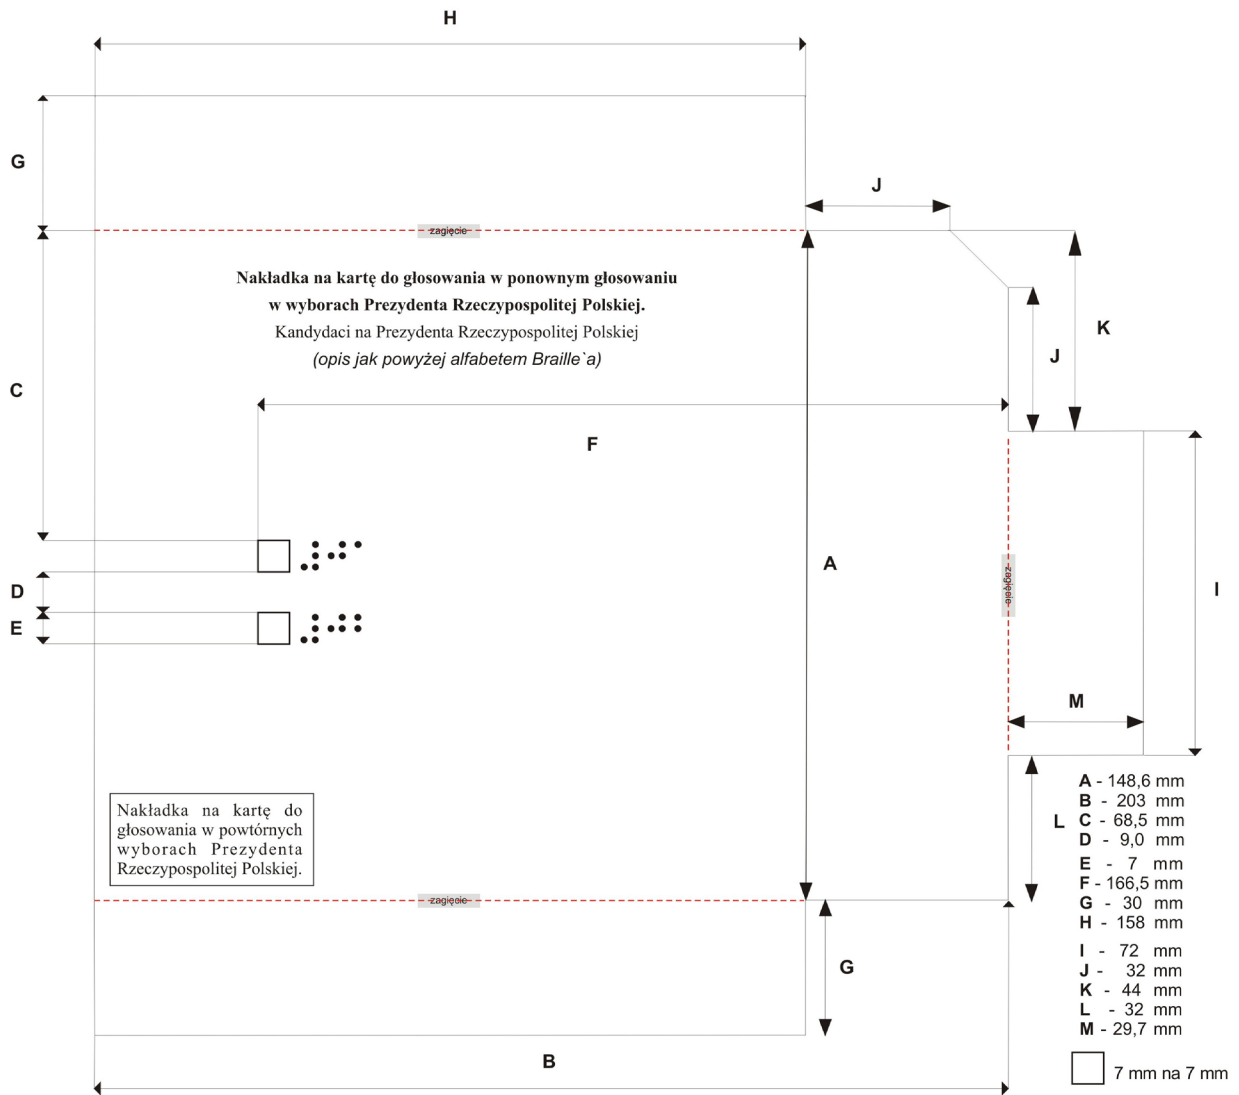 H
G
J
zagięcie
Nakładka na kartę do głosowania w ponownym głosowaniu
w wyborach Prezydenta Rzeczypospolitej Polskiej.
Kandydaci na Prezydenta Rzeczypospolitej Polskiej
(opis jak powyżej alfabetem Braille`a)
K
J
C
F
A
zagięcie
I
D
E
M
Nakładka na kartę do
głosowania w powtórnych
wyborach Prezydenta
Rzeczypospolitej Polskiej.
L
zagięcie
G
B
A - 148,6 mm
B - 203 mm
C - 68,5 mm
D - 9,0 mm
E - 7 mm
F - 166,5 mm
G - 30 mm
H - 158 mm
I - 72 mm
J - 32 mm
K - 44 mm
L - 32 mm
M - 29,7 mm
7 mm na 7 mm